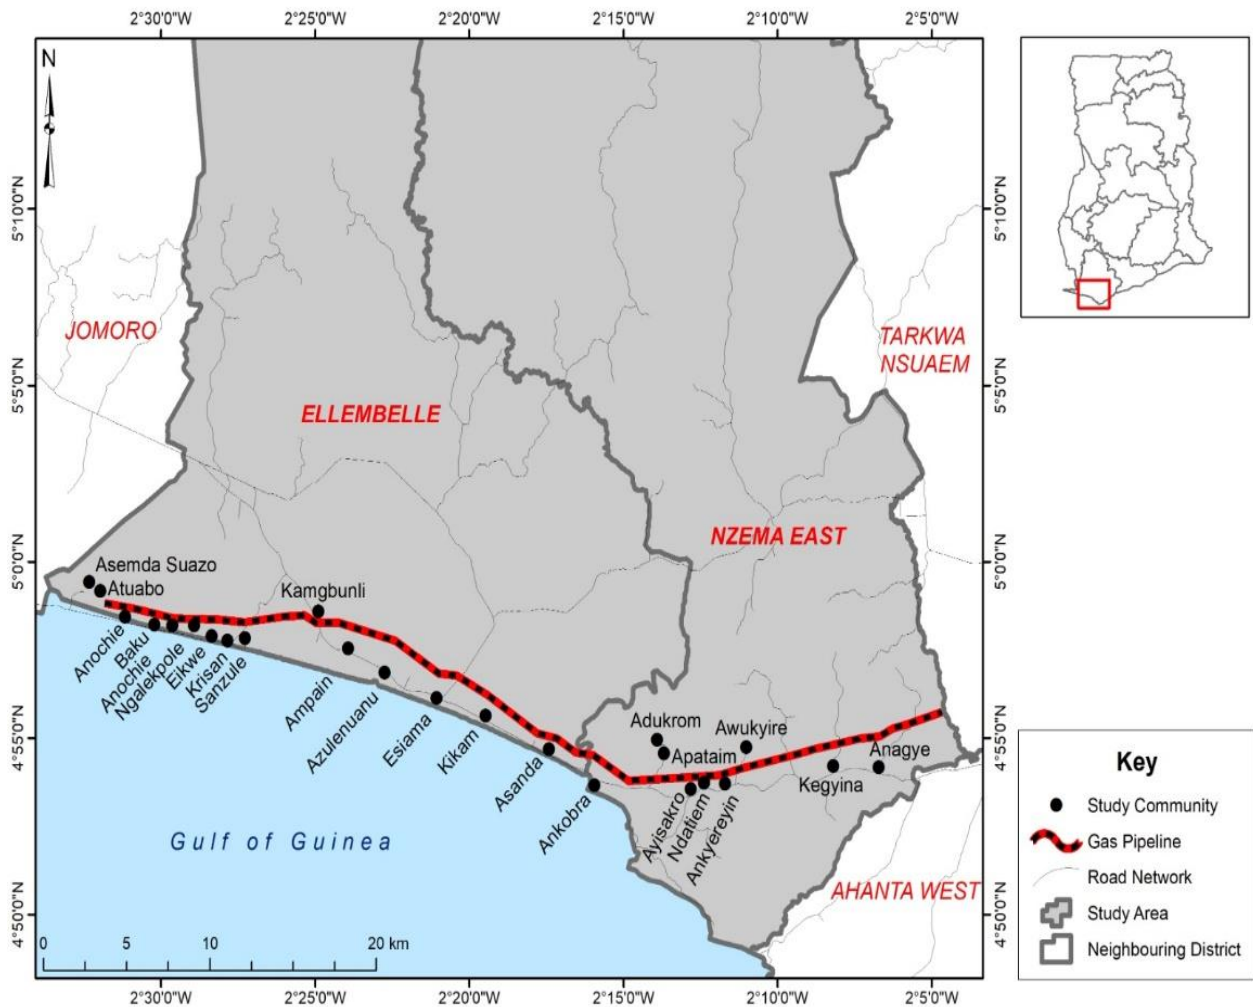 2°30'0"W 2°25'0"W 2°20'0"W 2°15'0"W 2°10'0"W 2°5'0"W
N
5°10'0"N
5°5'0"N
5°0'0"N
4°55'0"N
4°50'0"N
JOMORO
ELLEMBELLE
TARKWA
NSUAEM
NZEMA EAST
AHANTA WEST
Asemda Suazo
Atuabo
Anochie
Baku
Anochie
Ngalekpole
Eikwe
Krisan
Sanzule
Kamgbunli
Ampain
Azulenuanu
Esiama
Kikam
Asanda
Ankobra
Adukrom
Apataim
Awukyire
Ayisakro
Ndatiem
Ankyereyin
Kegyina
Anagye
Gulf of Guinea
0 5 10 20 km
5°10'0"N
5°5'0"N
5°0'0"N
4°55'0"N
4°50'0"N
2°30'0"W 2°25'0"W 2°20'0"W 2°15'0"W 2°10'0"W 2°5'0"W
Key
Study Community
Gas Pipeline
Road Network
Study Area
Neighbouring District